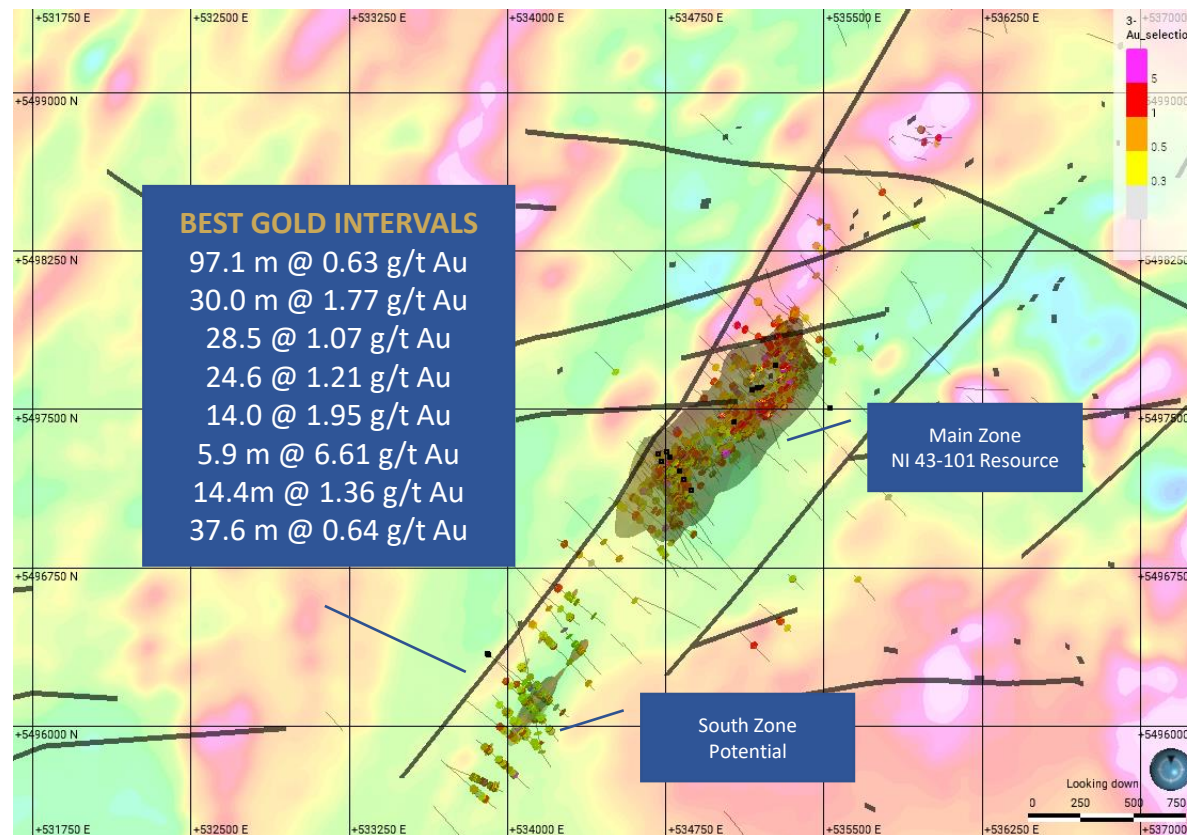 +531750 E +532500 E +533250 E +534000 E +534750 E +535500 E +536250 E +537000
3-
Au_selection
5
1
0.5
0.3
+5499000 N
+5499000
BEST GOLD INTERVALS
97.1 m @ 0.63 g/t Au
30.0 m @ 1.77 g/t Au
28.5 @ 1.07 g/t Au
24.6 @ 1.21 g/t Au
14.0 @ 1.95 g/t Au
5.9 m @ 6.61 g/t Au
14.4m @ 1.36 g/t Au
37.6 m @ 0.64 g/t Au
+5498250 N
+5498250
+5497500 N
+5497500
Main Zone
NI 43-101 Resource
+5496750 N
+5496750
South Zone
Potential
+5496000 N
+5496000
Looking down
0 250 500 750
+531750 E +532500 E +533250 E +534000 E +534750 E +535500 E +536250 E +537000